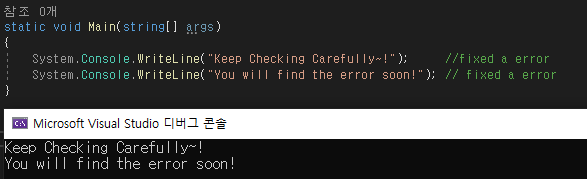 참조 0개
static void Main(string[] args)
{
System.Console.WriteLine("Keep Checking Carefully~!"); //fixed a error
System.Console.WriteLine("You will find the error soon!"); // fixed a error
}
C:\ Microsoft Visual Studio 디버그 콘솔
Keep Checking Carefully~!
You will find the error soon!